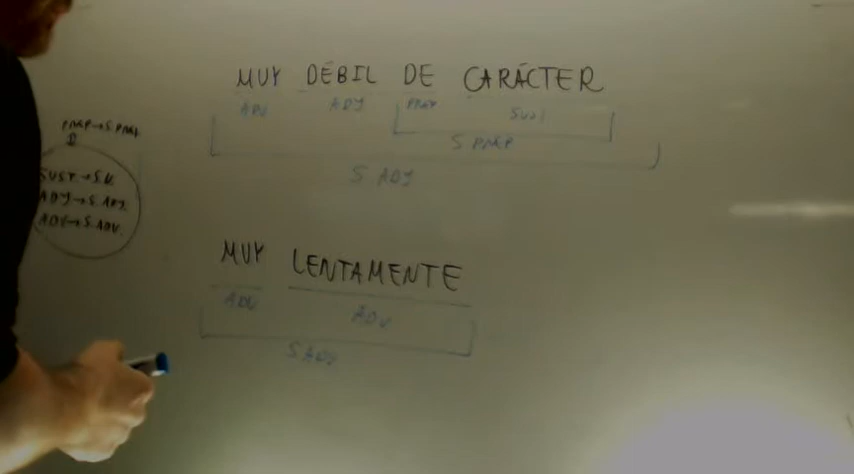 MUY DÉBIL DE CARÁCTER
ADV ADJ PREP Sust
S PREP
S. ADJ
PREP→S.PREP
SUST.→S.N.
ADJ→S.ADJ.
ADV→S.ADV.
MUY LENTAMENTE
ADV ADV
S ADV